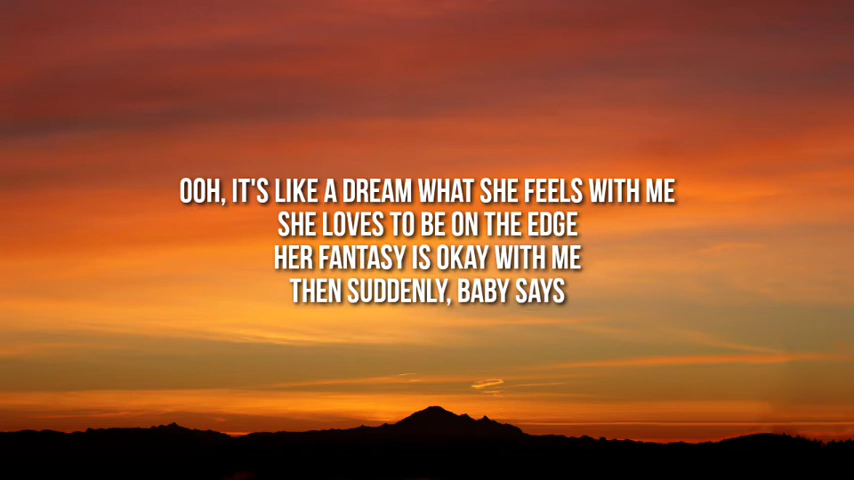 OOH, IT'S LIKE A DREAM WHAT SHE FEELS WITH ME
SHE LOVES TO BE ON THE EDGE
HER FANTASY IS OKAY WITH ME
THEN SUDDENLY, BABY SAYS